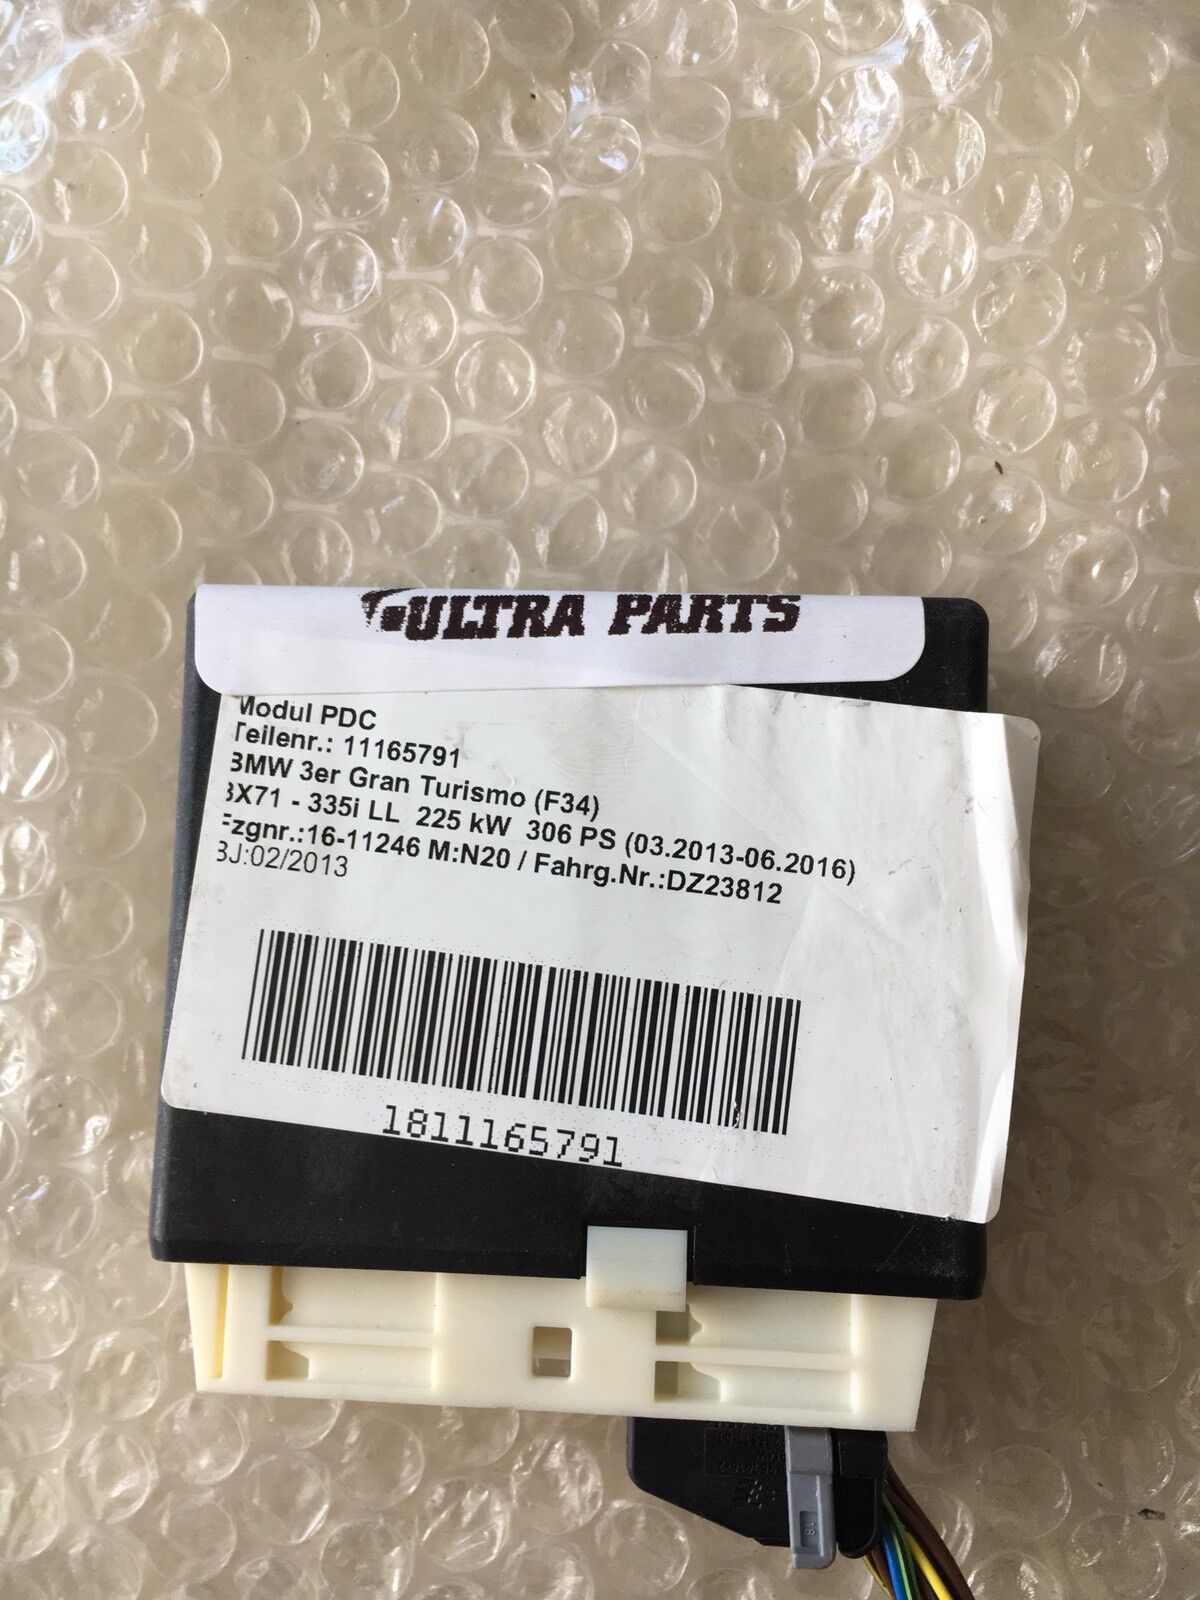 ULTRA PARTS
Modul PDC
Teilenr.: 11165791
BMW 3er Gran Turismo (F34)
3X71 - 335i LL 225 kW 306 PS (03.2013-06.2016)
Fzgnr.:16-11246 M:N20 / Fahrg.Nr.:DZ23812
BJ:02/2013
1811165791